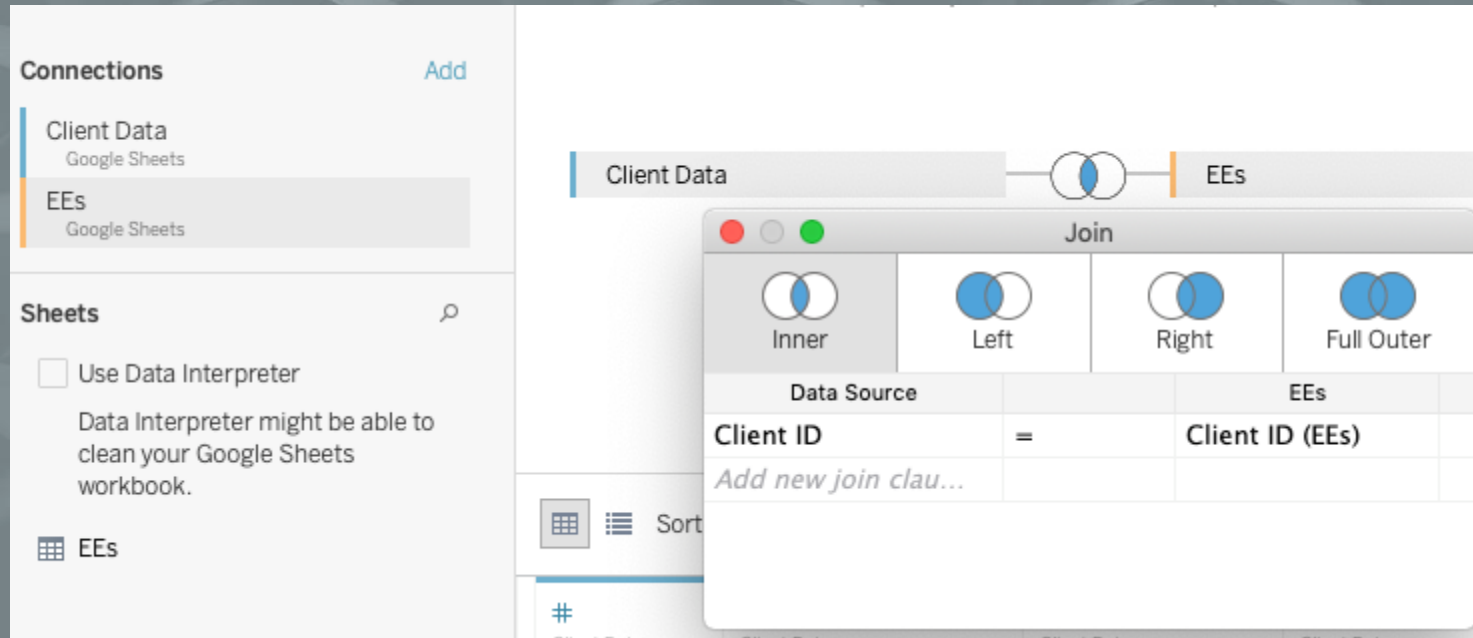 Connections Add
Client Data
Google Sheets
EEs
Google Sheets
Sheets
Use Data Interpreter
Data Interpreter might be able to
clean your Google Sheets
workbook.
EEs
Client Data EEs
Join
Inner Left Right Full Outer
Data Source EEs
Client ID = Client ID (EEs)
Add new join clau...
Sort
#